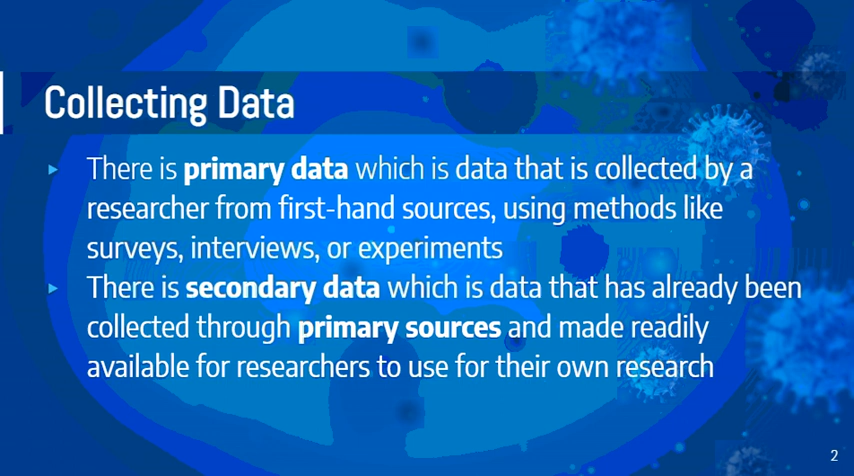 Collecting Data
There is primary data which is data that is collected by a
researcher from first-hand sources, using methods like
surveys, interviews, or experiments
There is secondary data which is data that has already been
collected through primary sources and made readily
available for researchers to use for their own research
2